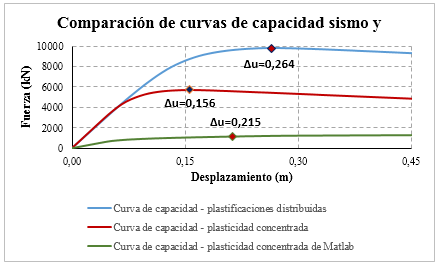 Comparación de curvas de capacidad sismo y
Fuerza (kN)
10000
8000
6000
4000
2000
0
Δu=0,264
Δu=0,156
Δu=0,215
0,00
0,15
0,30
0,45
Desplazamiento (m)
Curva de capacidad - plastificaciones distribuidas
Curva de capacidad - plasticidad concentrada
Curva de capacidad - plasticidad concentrada de Matlab